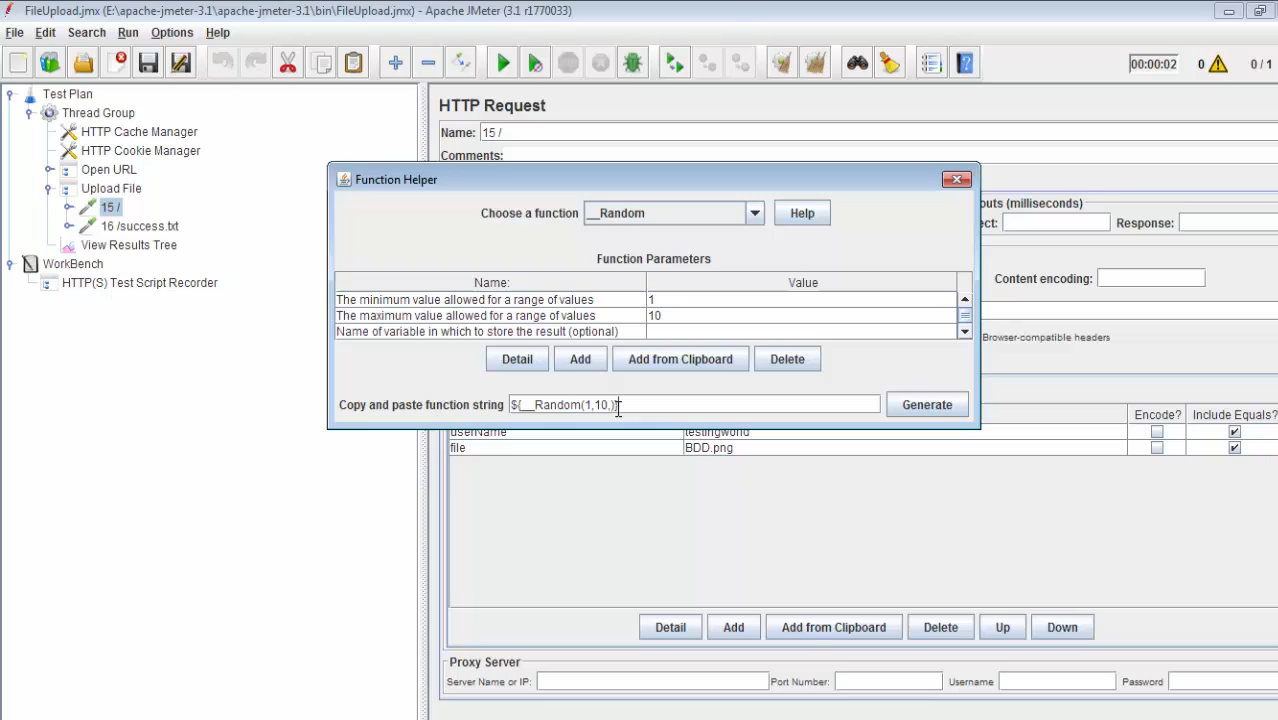 FileUpload.jmx (E:\apache-jmeter-3.1\apache-jmeter-3.1\bin\FileUpload.jmx) - Apache JMeter (3.1 r1770033)
File Edit Search Run Options Help
00:00:02 0 0 / 1
Test Plan
Thread Group
HTTP Cache Manager
HTTP Cookie Manager
Open URL
Upload File
15 /
16 /success.txt
View Results Tree
WorkBench
HTTP(S) Test Script Recorder
HTTP Request
Name: 15 /
Comments:
Function Helper
Choose a function __Random Help
Function Parameters
Name: Value
The minimum value allowed for a range of values 1
The maximum value allowed for a range of values 10
Name of variable in which to store the result (optional)
Detail Add Add from Clipboard Delete
Copy and paste function string ${__Random(1,10,)} Generate
outs (milliseconds)
ect: Response:
Content encoding:
Browser-compatible headers
Encode? Include Equals?
userName testingworld
file BDD.png
Detail Add Add from Clipboard Delete Up Down
Proxy Server
Server Name or IP: Port Number: Username Password